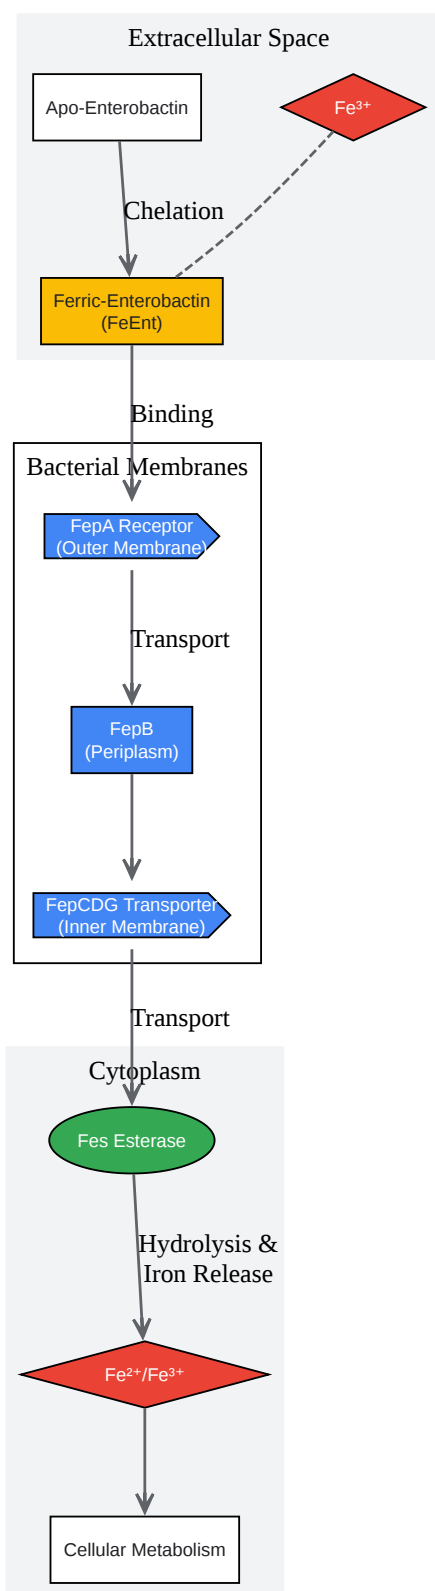 Extracellular Space
Apo-Enterobactin
Fe³⁺
Chelation
Ferric-Enterobactin
(FeEnt)
Binding
Bacterial Membranes
FepA Receptor
(Outer Membrane)
Transport
FepB
(Periplasm)
FepCDG Transporter
(Inner Membrane)
Transport
Cytoplasm
Fes Esterase
Hydrolysis &
Iron Release
Fe²⁺/Fe³⁺
Cellular Metabolism